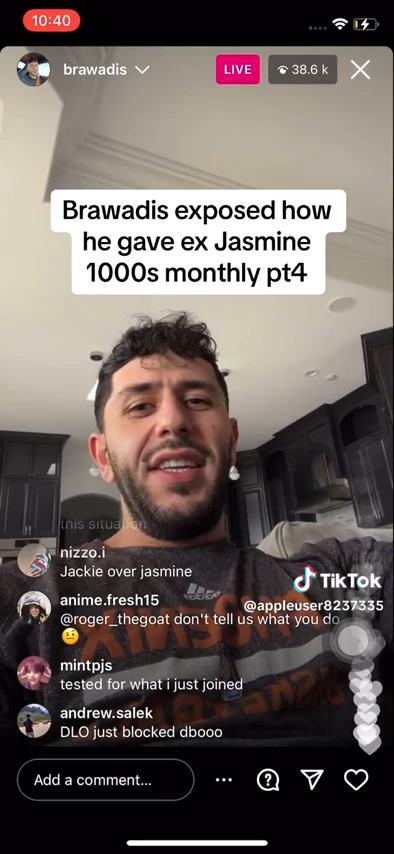 10:40
brawadis
LIVE
38.6 k
Brawadis exposed how
he gave ex Jasmine
1000s monthly pt4
this situation
nizzo.i
Jackie over jasmine
anime.fresh15
@roger_thegoat don't tell us what you do
mintpjs
tested for what i just joined
andrew.salek
DLO just blocked dbooo
TikTok
@appleuser8237335
adidas
PHOENIX
Add a comment...